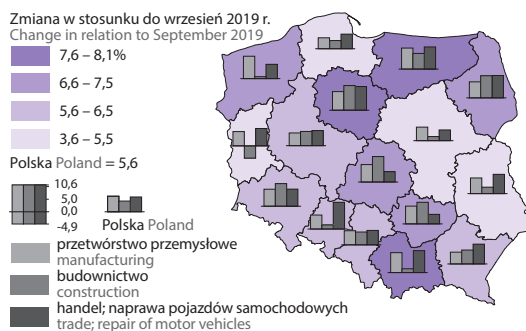 Zmiana w stosunku do wrzesień 2019 r.
Change in relation to September 2019
7,6 – 8,1%
6,6 – 7,5
5,6 – 6,5
3,6 – 5,5
Polska Poland = 5,6
10,6
5,0
0,0
-4,9
Polska Poland
przetwórstwo przemysłowe
manufacturing
budownictwo
construction
handel; naprawa pojazdów samochodowych
trade; repair of motor vehicles